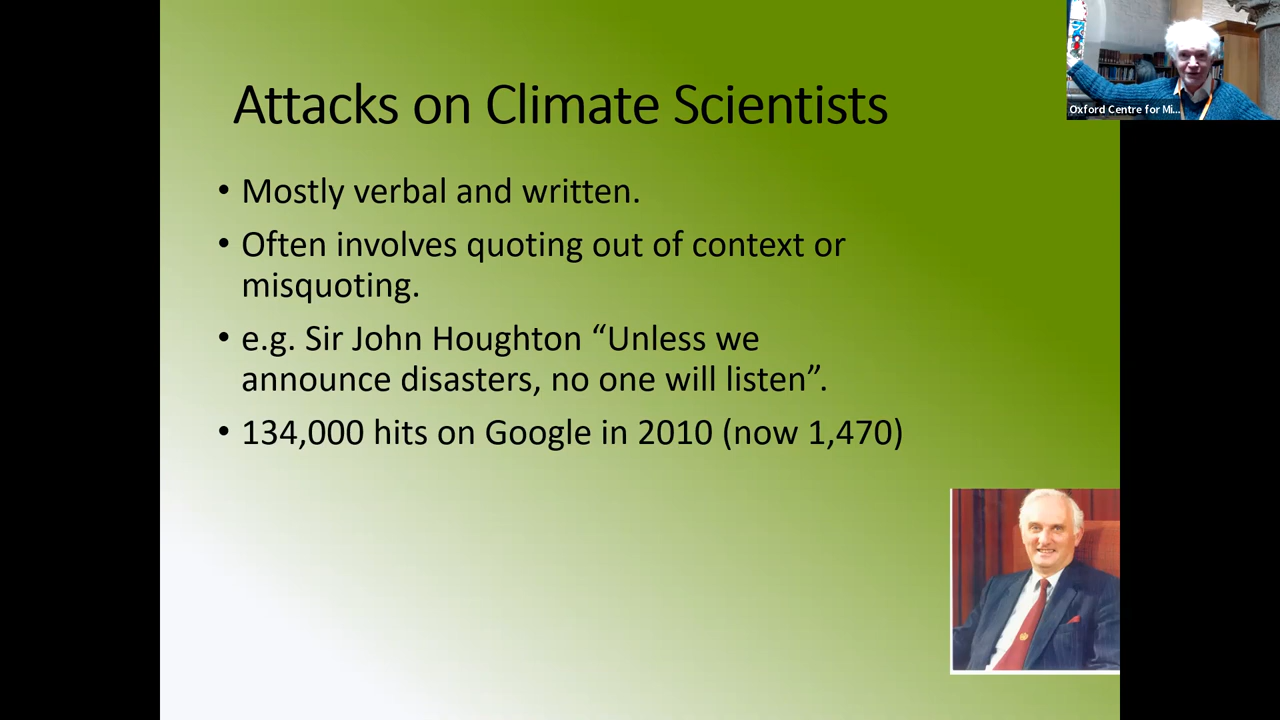 Attacks on Climate Scientists
• Mostly verbal and written.
• Often involves quoting out of context or
misquoting.
• e.g. Sir John Houghton “Unless we
announce disasters, no one will listen”.
• 134,000 hits on Google in 2010 (now 1,470)
Oxford Centre for Mi...